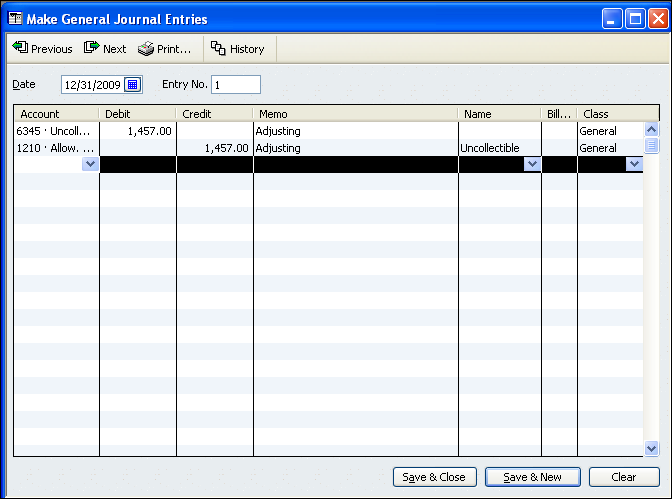 Make General Journal Entries
Previous Next Print... History
Date 12/31/2009 Entry No. 1
Account Debit Credit Memo Name Bill... Class
6345 · Uncoll... 1,457.00 Adjusting General
1210 · Allow. ... 1,457.00 Adjusting Uncollectible General
Save & Close Save & New Clear